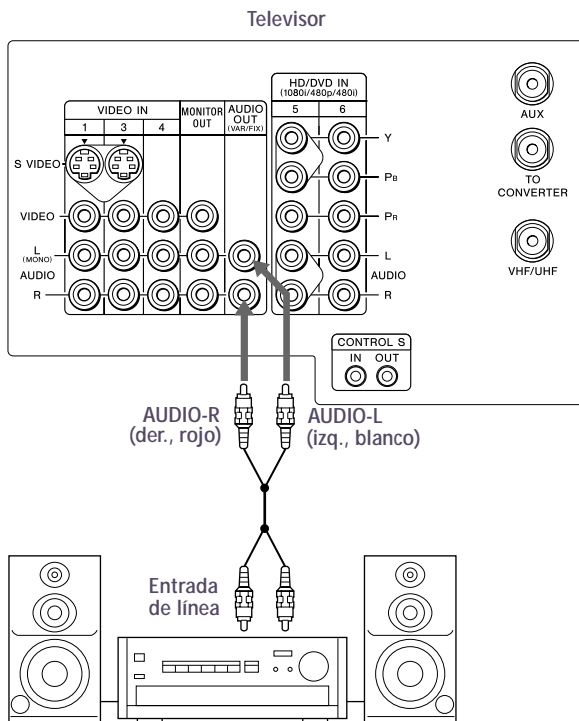 Televisor
HD/DVD IN
(1080i/480p/480i)
VIDEO IN
MONITOR
OUT
AUDIO
OUT
(VAR/FIX)
1 3 4
5 6
AUX
S VIDEO
Y
PB
TO
CONVERTER
VIDEO
PR
L
(MONO)
AUDIO
R
L
AUDIO
R
VHF/UHF
CONTROL S
IN OUT
AUDIO-R
(der., rojo)
AUDIO-L
(izq., blanco)
Entrada
de línea